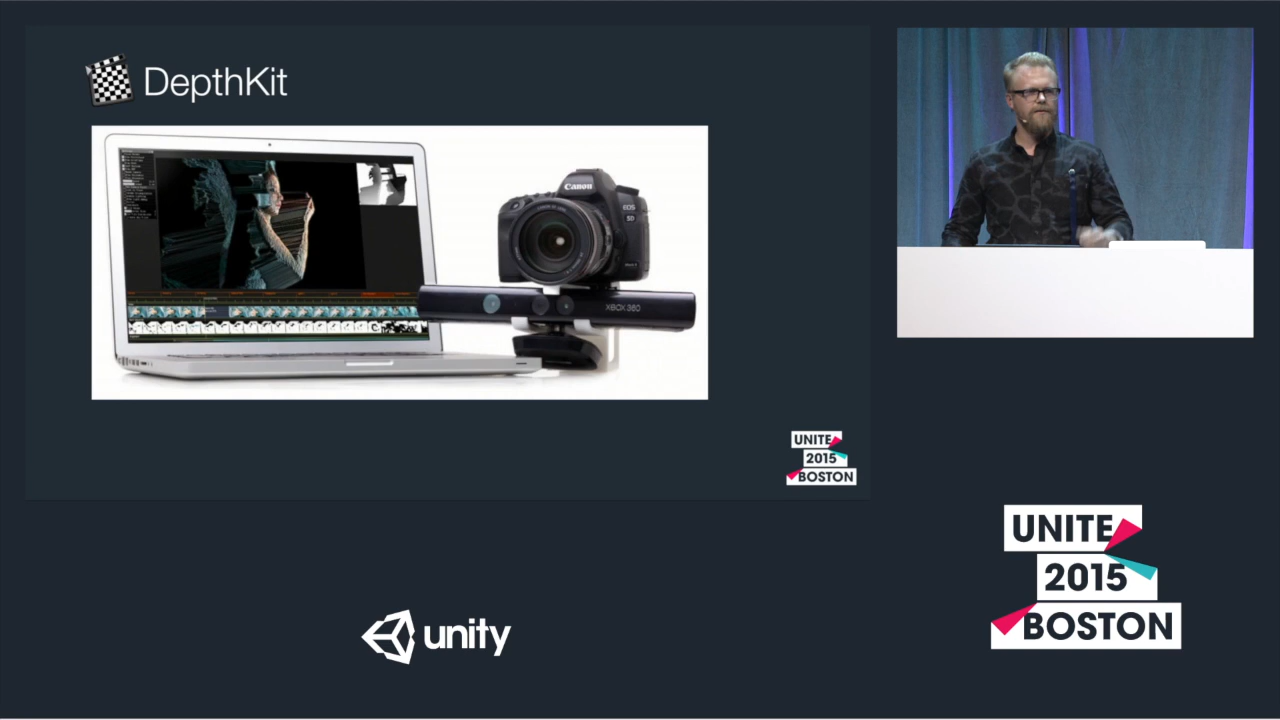 DepthKit
Canon
EOS
5D
XBOX 360
UNITE
2015
BOSTON
unity
UNITE
2015
BOSTON